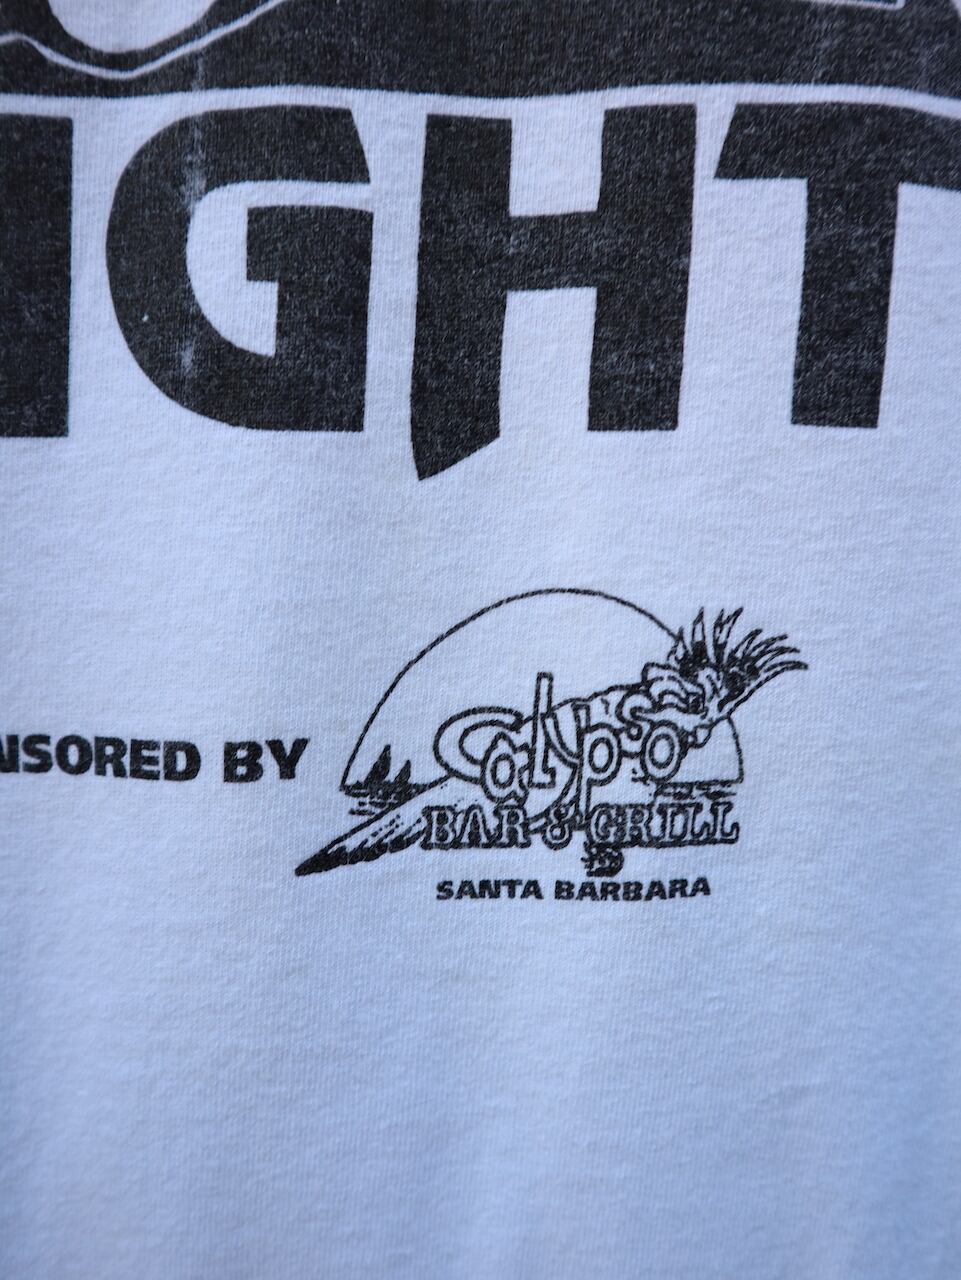 IGHT
NSORED BY
Calypso
BAR & GRILL
SANTA BARBARA